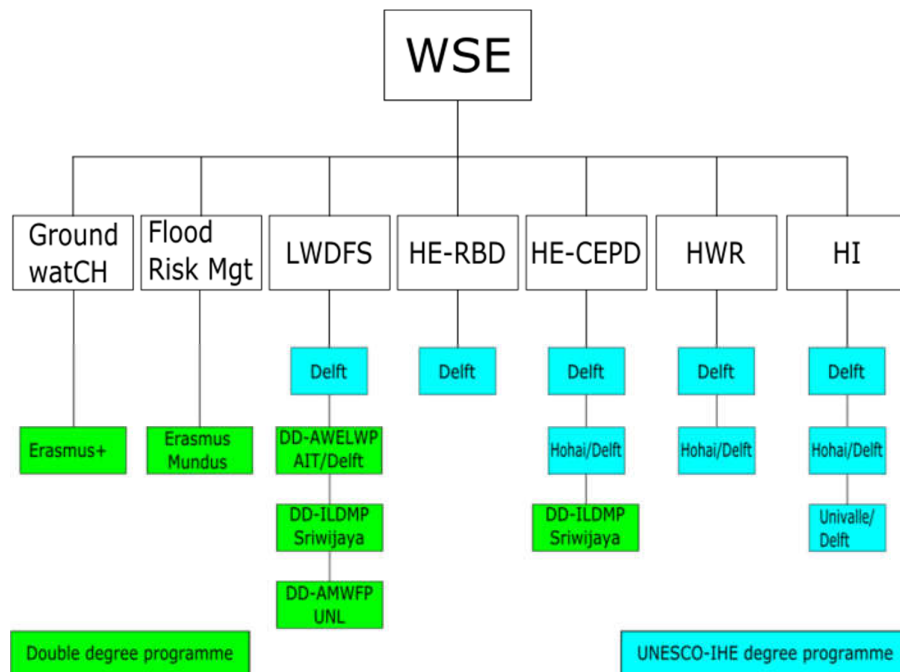 WSE
Ground
watCH
Flood
Risk Mgt
LWDFS
HE-RBD
HE-CEPD
HWR
HI
Delft
Delft
Delft
Delft
Delft
Erasmus+
Erasmus
Mundus
DD-AWELWP
AIT/Delft
Hohai/Delft
Hohai/Delft
Hohai/Delft
DD-ILDMP
Sriwijaya
DD-ILDMP
Sriwijaya
Univalle/
Delft
DD-AMWFP
UNL
Double degree programme
UNESCO-IHE degree programme